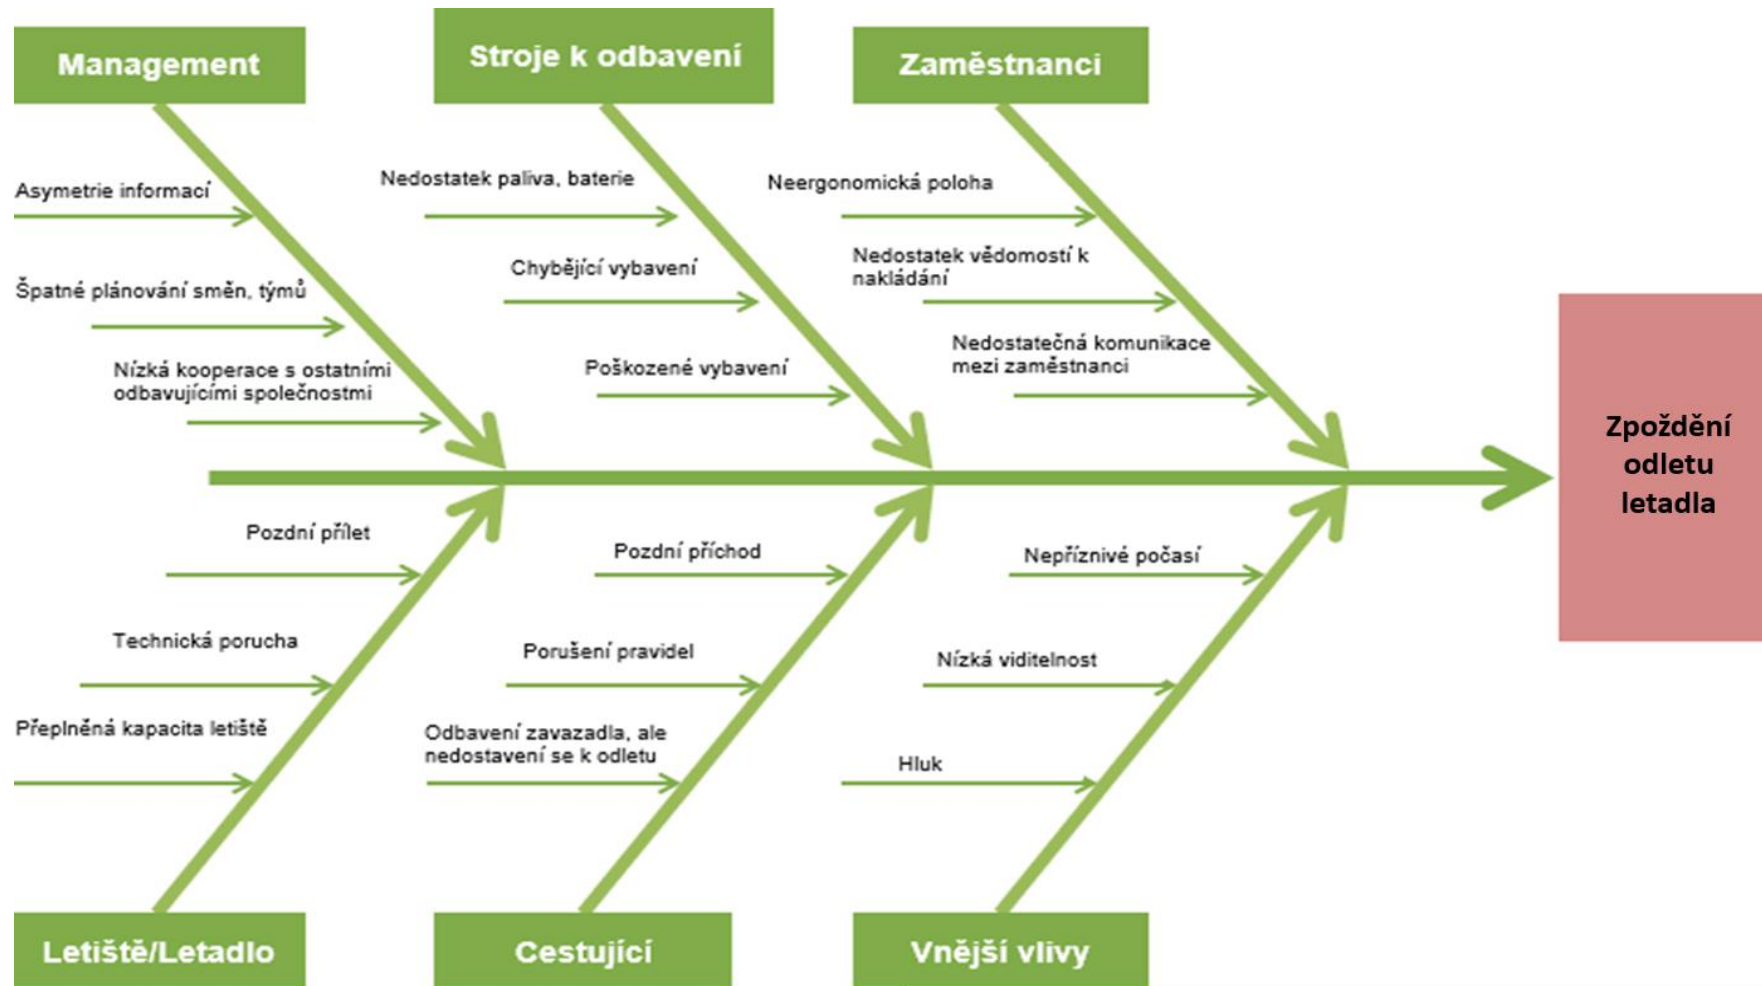 Management
Stroje k odbavení
Zaměstnanci
Asymetrie informací
Špatné plánování směn, týmů
Nízká kooperace s ostatními
odbavujícími společnostmi
Nedostatek paliva, baterie
Chybějící vybavení
Poškozené vybavení
Neergonomická poloha
Nedostatek vědomostí k
nakládání
Nedostatečná komunikace
mezi zaměstnanci
Zpoždění
odletu
letadla
Pozdní přílet
Technická porucha
Přeplněná kapacita letiště
Pozdní příchod
Porušení pravidel
Odbavení zavazadla, ale
nedostavení se k odletu
Nepříznivé počasí
Nízká viditelnost
Hluk
Letiště/Letadlo
Cestující
Vnější vlivy